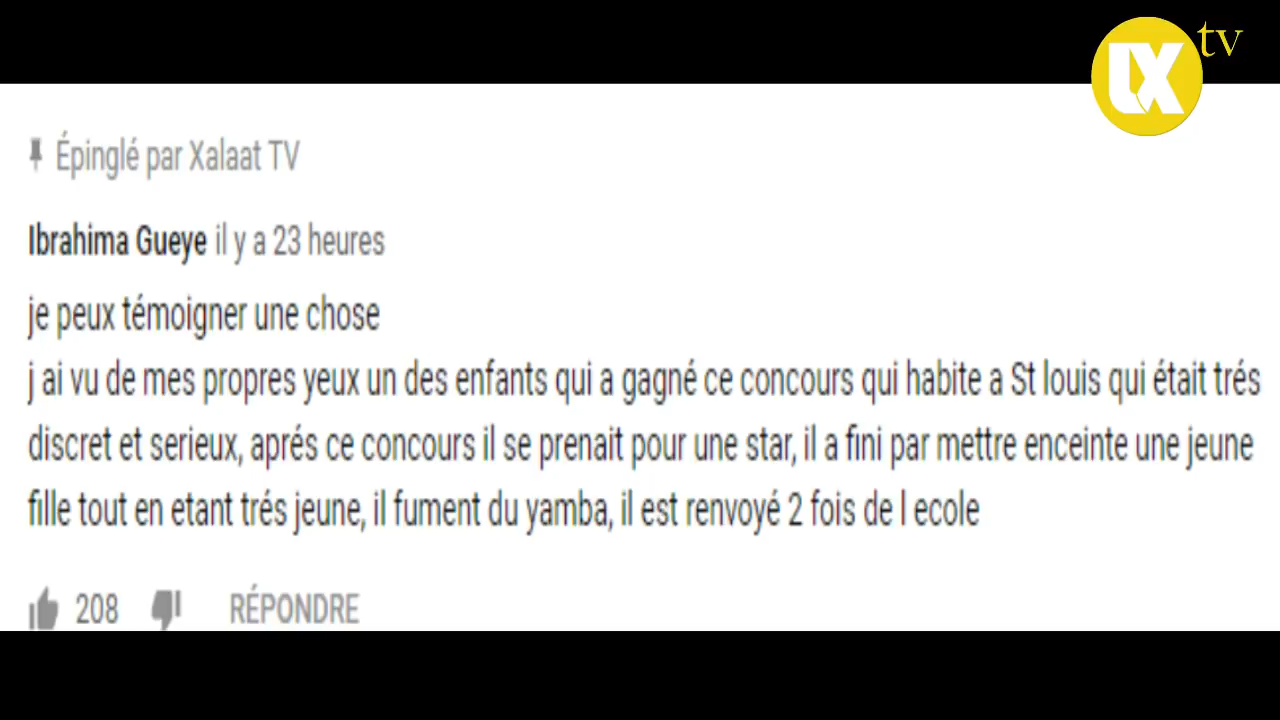 LX tv
Épinglé par Xalaat TV
Ibrahima Gueye il y a 23 heures
je peux témoigner une chose
j ai vu de mes propres yeux un des enfants qui a gagné ce concours qui habite a St louis qui était trés
discret et serieux, aprés ce concours il se prenait pour une star, il a fini par mettre enceinte une jeune
fille tout en etant trés jeune, il fument du yamba, il est renvoyé 2 fois de l ecole
208 RÉPONDRE